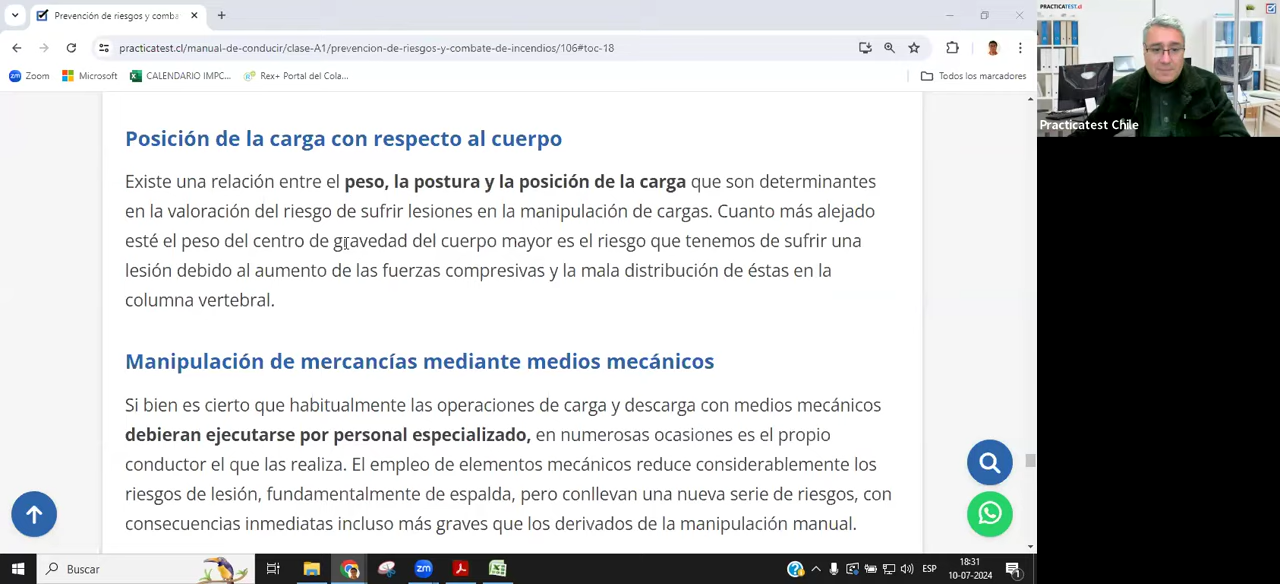 Prevención de riesgos y comba
practicatest.cl/manual-de-conducir/clase-A1/prevencion-de-riesgos-y-combate-de-incendios/106#toc-18
Zoom Microsoft CALENDARIO IMPC... Rex+ Portal del Cola... Todos los marcadores
PRACTICATEST.cl
Practicatest Chile
Posición de la carga con respecto al cuerpo
Existe una relación entre el peso, la postura y la posición de la carga que son determinantes
en la valoración del riesgo de sufrir lesiones en la manipulación de cargas. Cuanto más alejado
esté el peso del centro de gravedad del cuerpo mayor es el riesgo que tenemos de sufrir una
lesión debido al aumento de las fuerzas compresivas y la mala distribución de éstas en la
columna vertebral.
Manipulación de mercancías mediante medios mecánicos
Si bien es cierto que habitualmente las operaciones de carga y descarga con medios mecánicos
debieran ejecutarse por personal especializado, en numerosas ocasiones es el propio
conductor el que las realiza. El empleo de elementos mecánicos reduce considerablemente los
riesgos de lesión, fundamentalmente de espalda, pero conllevan una nueva serie de riesgos, con
consecuencias inmediatas incluso más graves que los derivados de la manipulación manual.
Buscar
ESP
18:31
10-07-2024